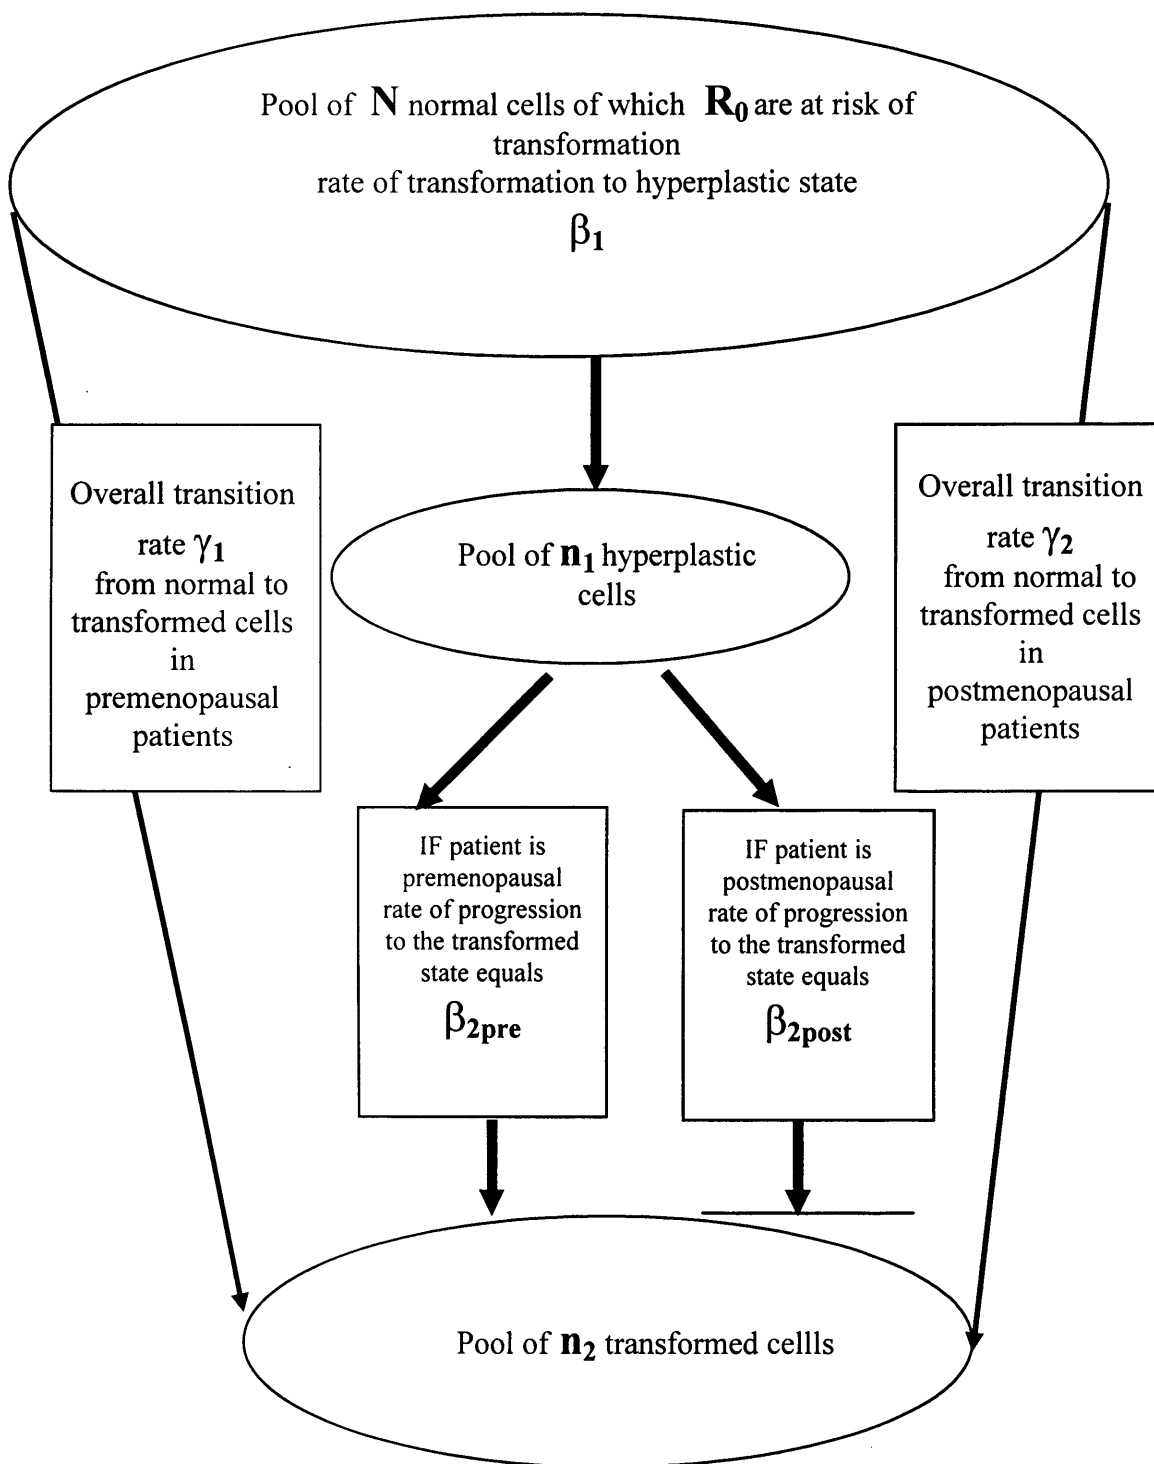 Pool of N normal cells of which R₀ are at risk of
transformation
rate of transformation to hyperplastic state
β₁
Overall transition
rate γ₁
from normal to
transformed cells
in
premenopausal
patients
Pool of n₁ hyperplastic
cells
Overall transition
rate γ₂
from normal to
transformed cells
in
postmenopausal
patients
IF patient is
premenopausal
rate of progression
to the transformed
state equals
β₂pre
IF patient is
postmenopausal
rate of progression
to the transformed
state equals
β₂post
Pool of n₂ transformed cellls